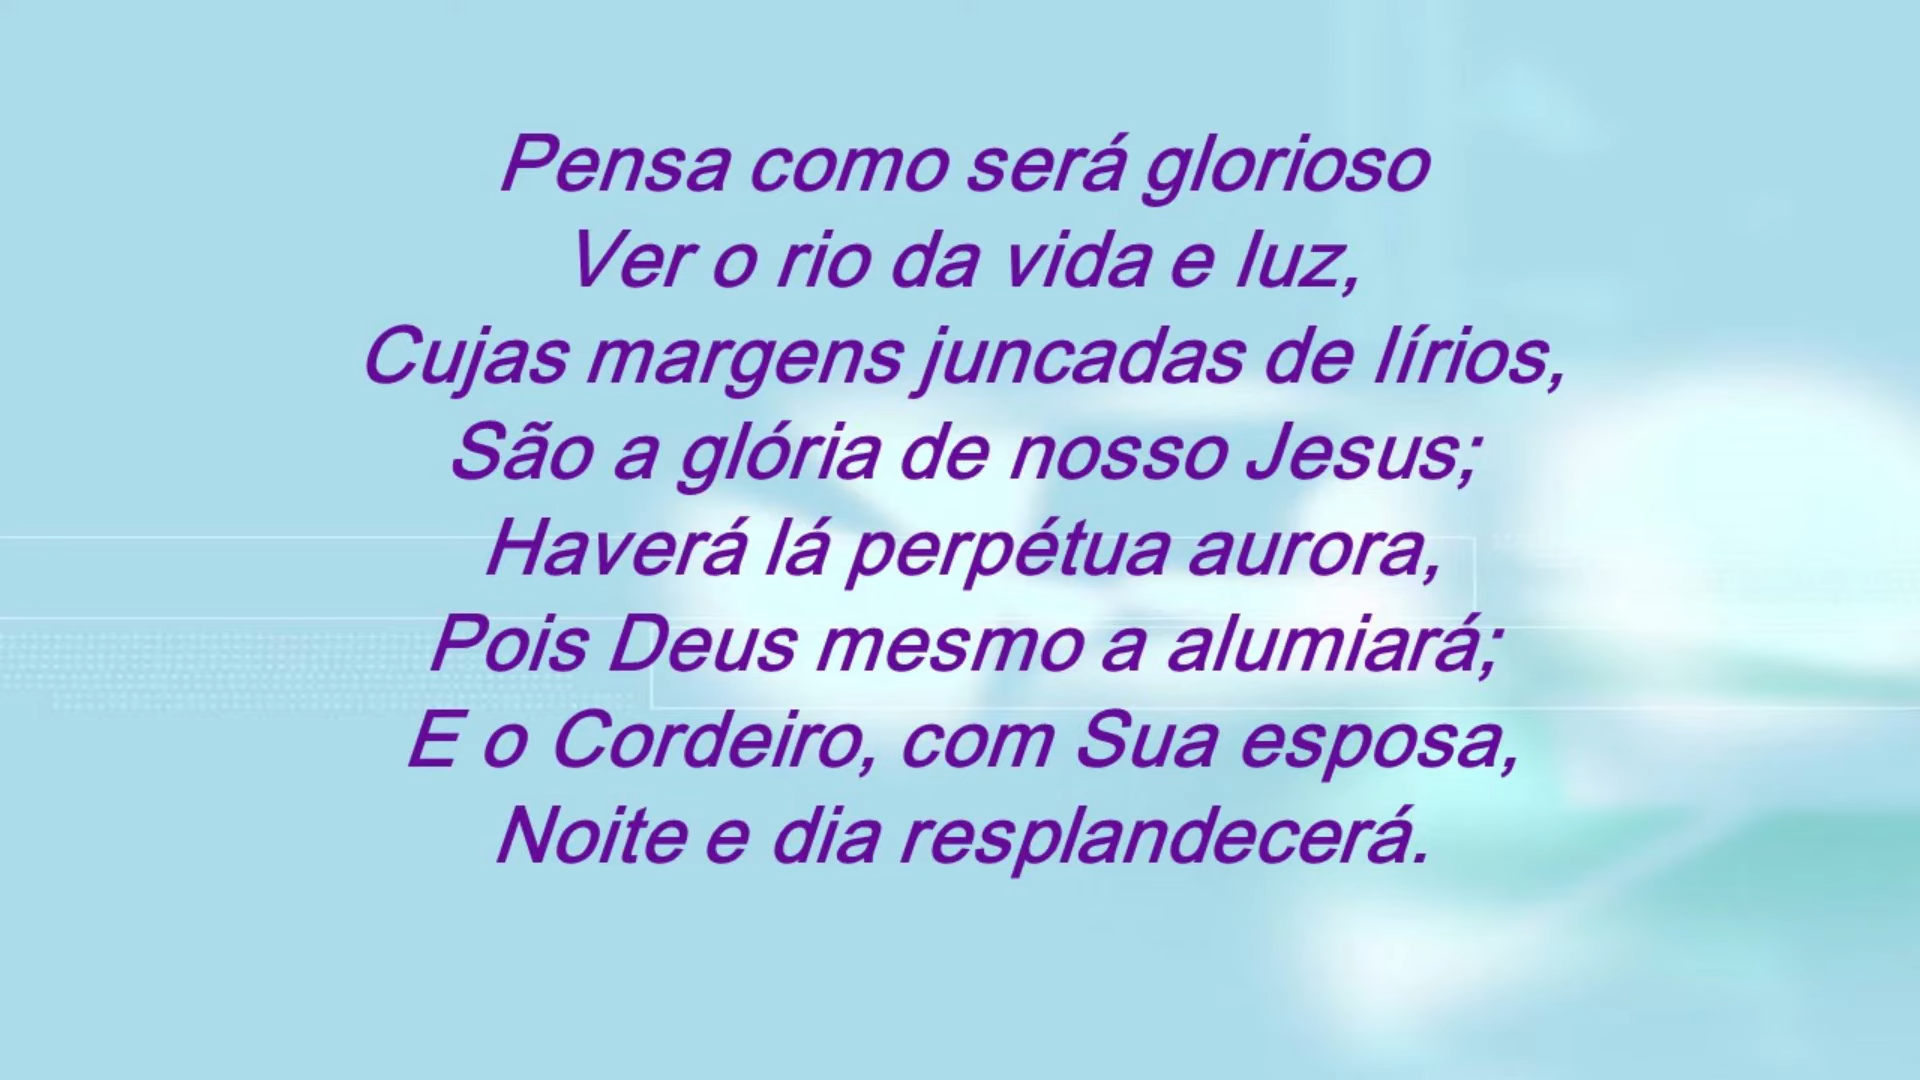 Pensa como será glorioso
Ver o rio da vida e luz,
Cujas margens juncadas de lírios,
São a glória de nosso Jesus;
Haverá lá perpétua aurora,
Pois Deus mesmo a alumiará;
E o Cordeiro, com Sua esposa,
Noite e dia resplandecerá.